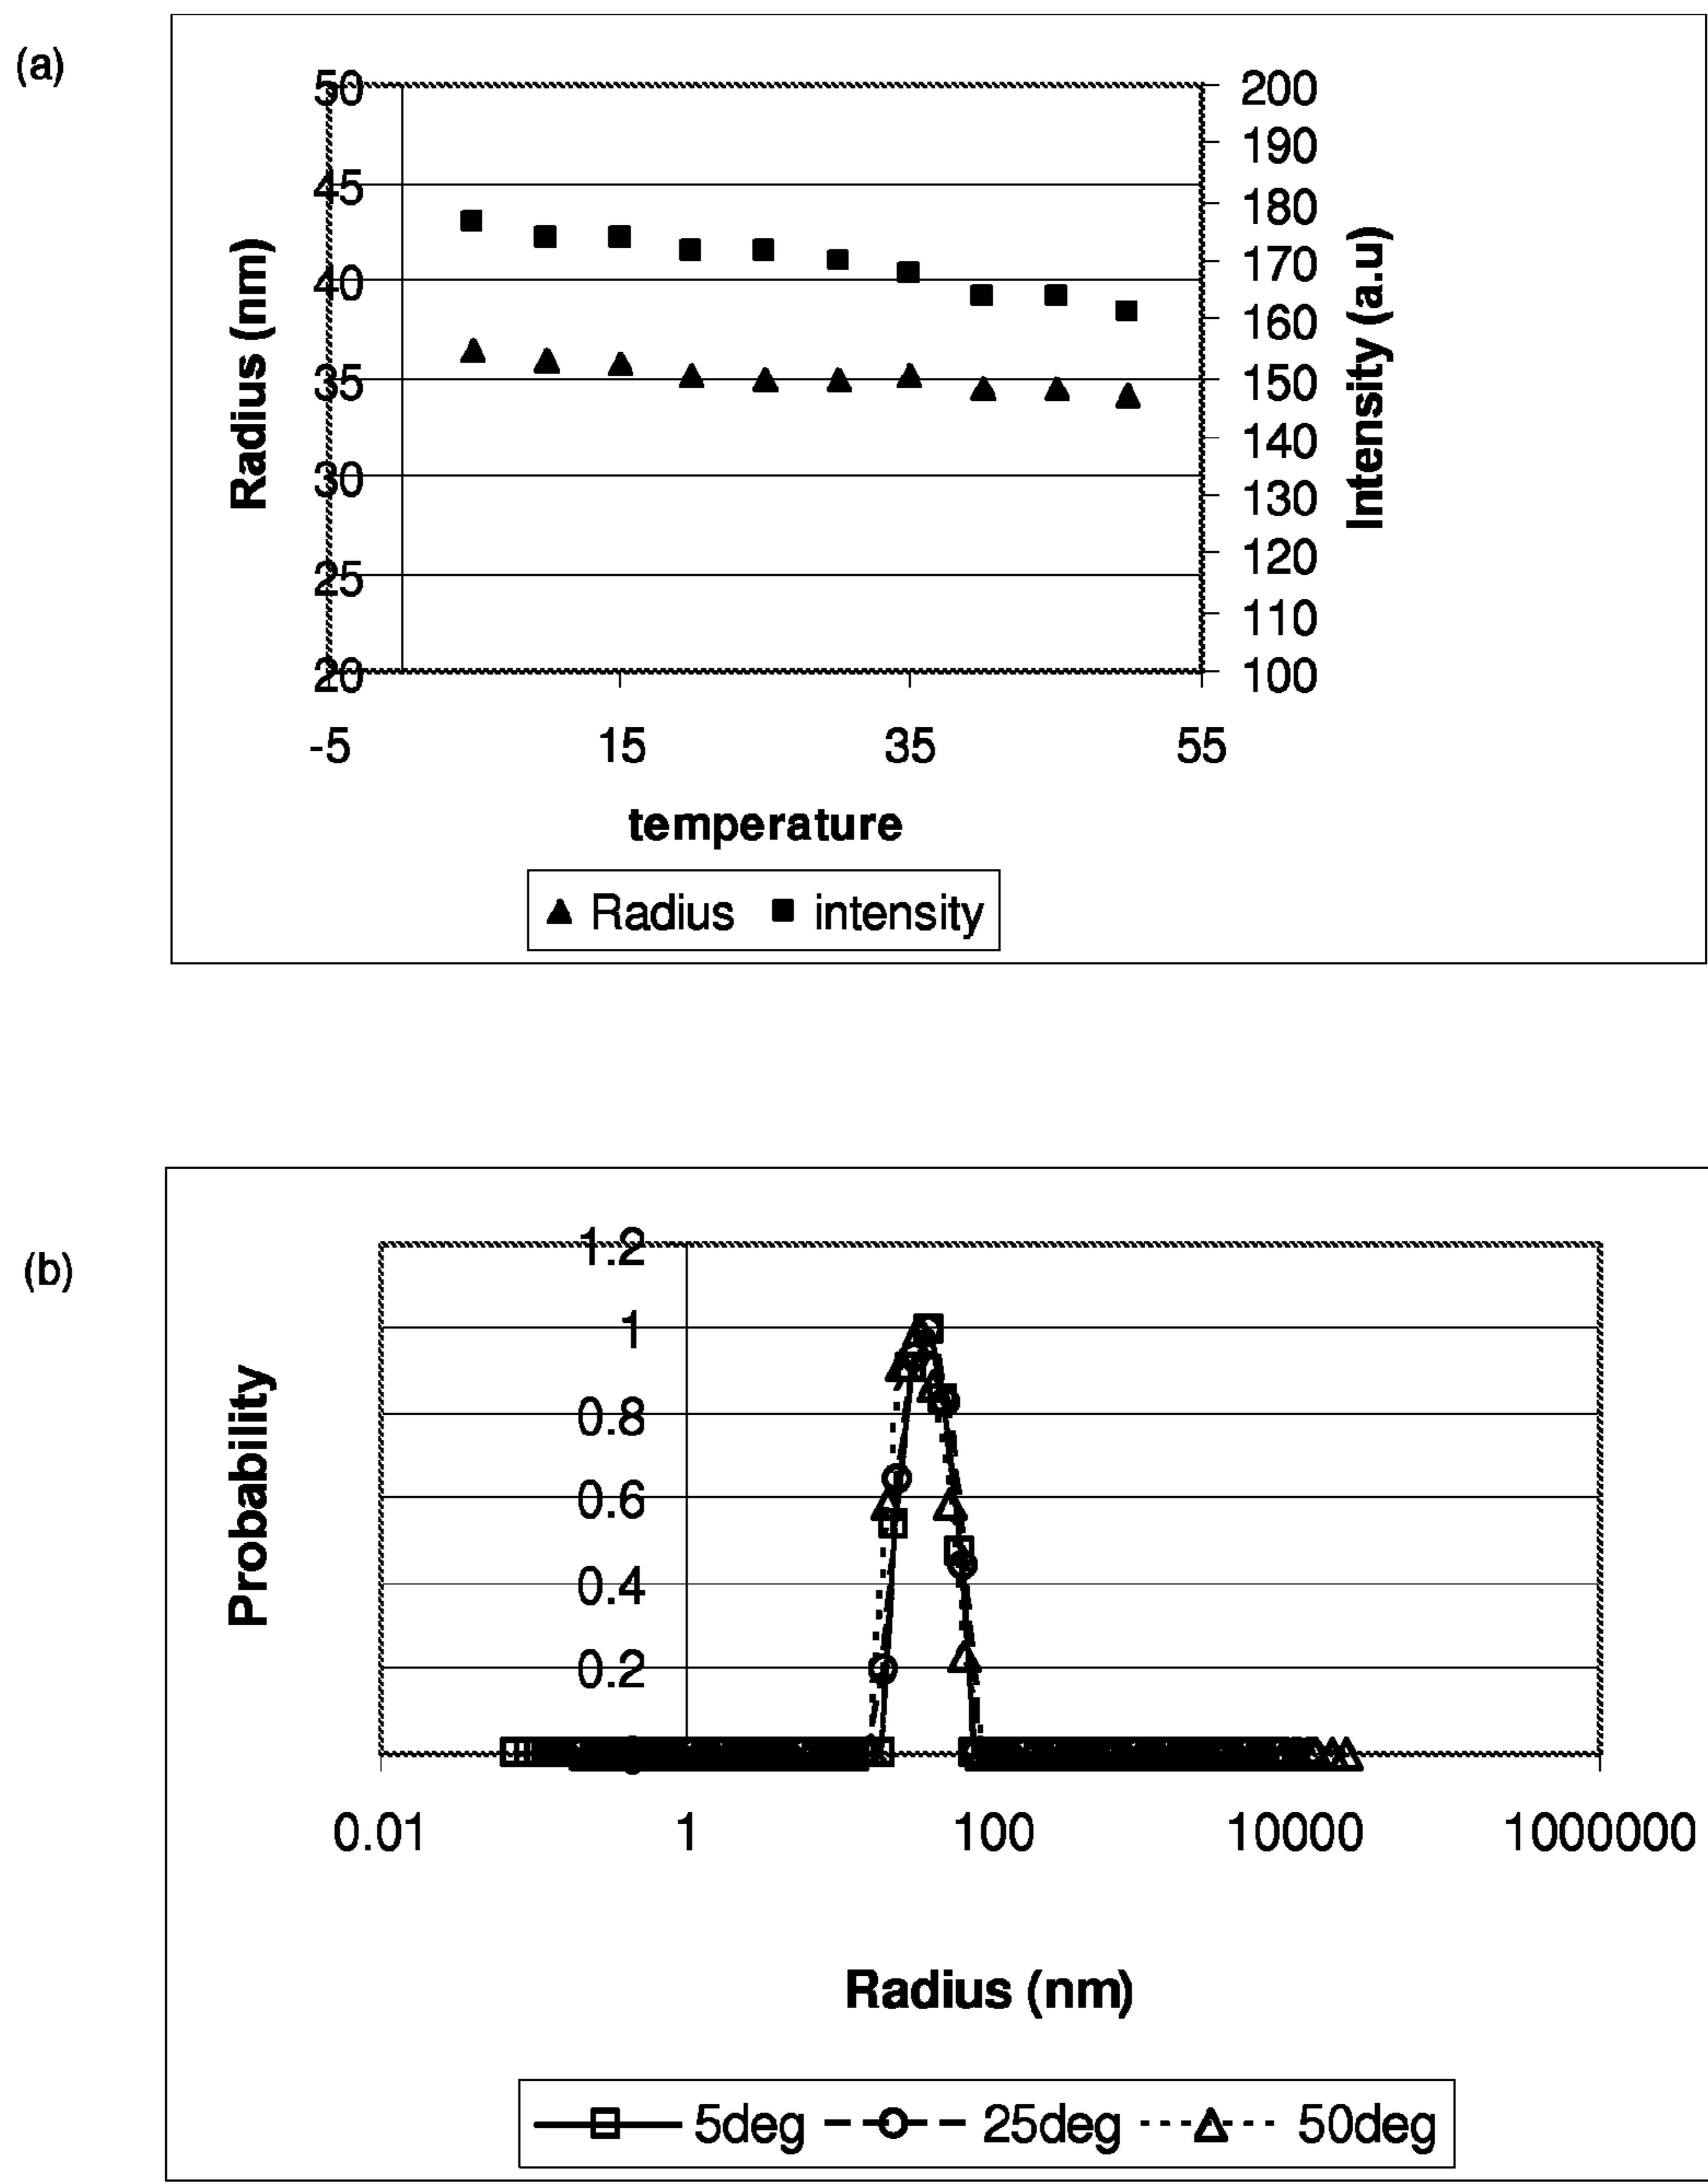 (a)
50
45
40
35
30
25
20
Radius (nm)
200
190
180
170
160
150
140
130
120
110
100
Intensity (a.u)
-5 15 35 55
temperature
Radius intensity
(b)
1.2
1
0.8
0.6
0.4
0.2
Probability
0.01 1 100 10000 1000000
Radius (nm)
5deg 25deg 50deg